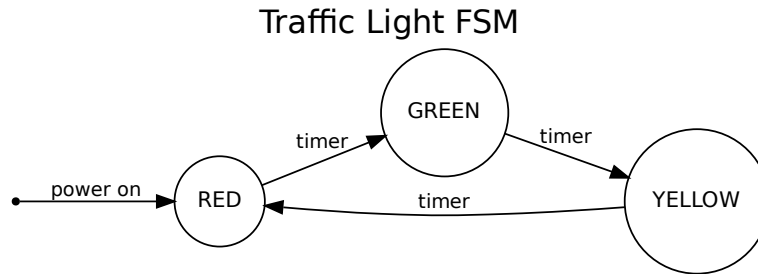 Traffic Light FSM
GREEN
timer
timer
power on
RED
timer
YELLOW